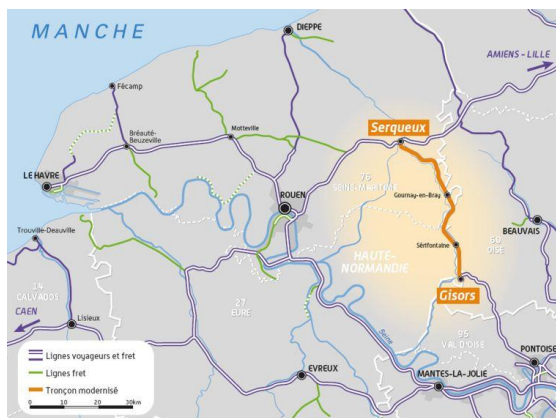 MANCHE
DIEPPE
AMIENS - LILLE
Fécamp
Serqueux
Bréauté-
Beuzeville
Motteville
LE HAVRE
76
SEINE-MARITIME
ROUEN
Gournay-en-Bray
Trouville-Deauville
BEAUVAIS
60
OISE
Sérifontaine
HAUTE-
NORMANDIE
14
CALVADOS
27
EURE
Gisors
CAEN
Lisieux
Seine
95
VAL D'OISE
PONTOISE
EVREUX
MANTES-LA-JOLIE
Lignes voyageurs et fret
Lignes fret
Tronçon modernisé
0 10 20 30km